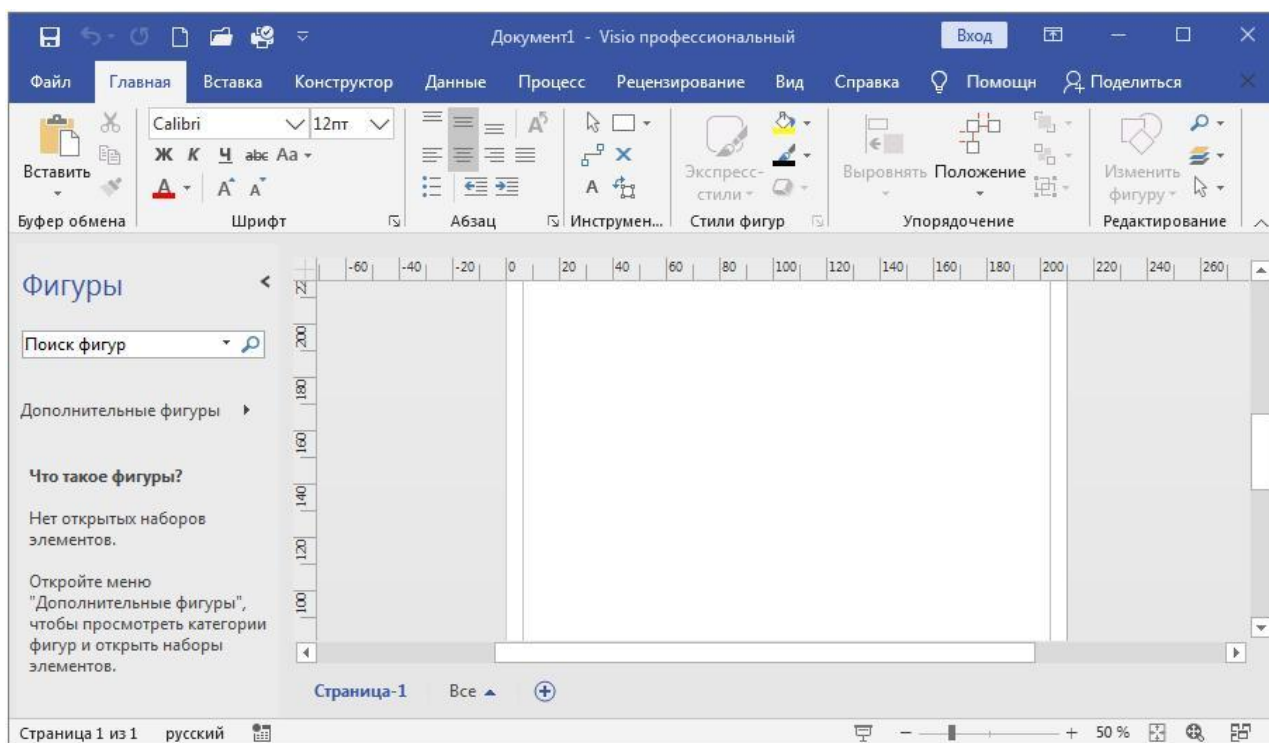 Документ1 - Visio профессиональный Вход
Файл Главная Вставка Конструктор Данные Процесс Рецензирование Вид Справка Помощн Поделиться
Вставить
Calibri 12пт
Ж К Ч abc Aa
А А А
А
А
Экспресс-
стили
Выровнять Положение
Изменить
фигуру
Буфер обмена Шрифт Абзац Инструмен... Стили фигур Упорядочение Редактирование
Фигуры
Поиск фигур
Дополнительные фигуры
Что такое фигуры?
Нет открытых наборов
элементов.
Откройте меню
"Дополнительные фигуры",
чтобы просмотреть категории
фигур и открыть наборы
элементов.
-60 -40 -20 0 20 40 60 80 100 120 140 160 180 200 220 240 260
200
180
160
140
120
100
Страница-1 Все
Страница 1 из 1 русский 50 %